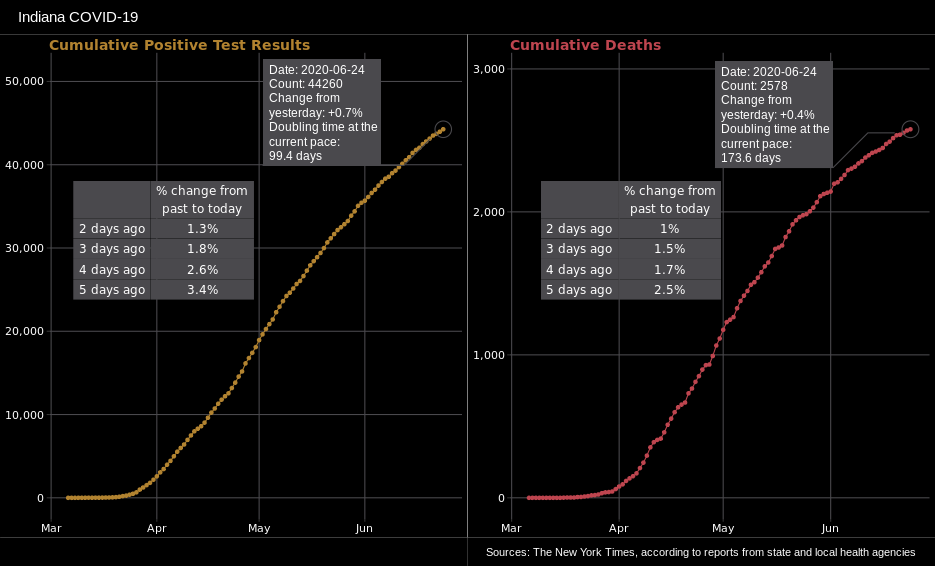 Indiana COVID-19
Cumulative Positive Test Results
50,000
40,000
30,000
20,000
10,000
0
Mar
Apr
May
Jun
Date: 2020-06-24
Count: 44260
Change from
yesterday: +0.7%
Doubling time at the
current pace:
99.4 days
% change from
past to today
2 days ago 1.3%
3 days ago 1.8%
4 days ago 2.6%
5 days ago 3.4%
Cumulative Deaths
3,000
2,000
1,000
0
Mar
Apr
May
Jun
Date: 2020-06-24
Count: 2578
Change from
yesterday: +0.4%
Doubling time at the
current pace:
173.6 days
% change from
past to today
2 days ago 1%
3 days ago 1.5%
4 days ago 1.7%
5 days ago 2.5%
Sources: The New York Times, according to reports from state and local health agencies